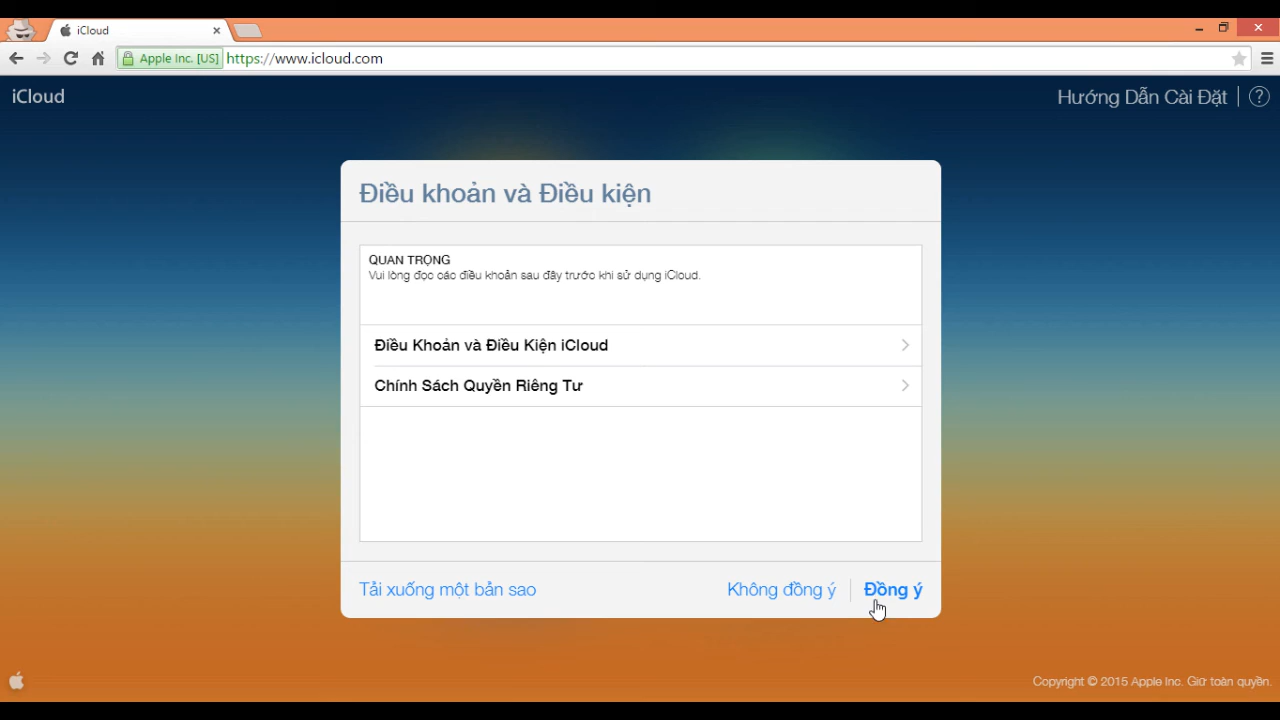 iCloud
Apple Inc. [US] https://www.icloud.com
iCloud
Hướng Dẫn Cài Đặt
?
Điều khoản và Điều kiện
QUAN TRỌNG
Vui lòng đọc các điều khoản sau đây trước khi sử dụng iCloud.
Điều Khoản và Điều Kiện iCloud
Chính Sách Quyền Riêng Tư
Tải xuống một bản sao
Không đồng ý
Đồng ý
Copyright © 2015 Apple Inc. Giữ toàn quyền.